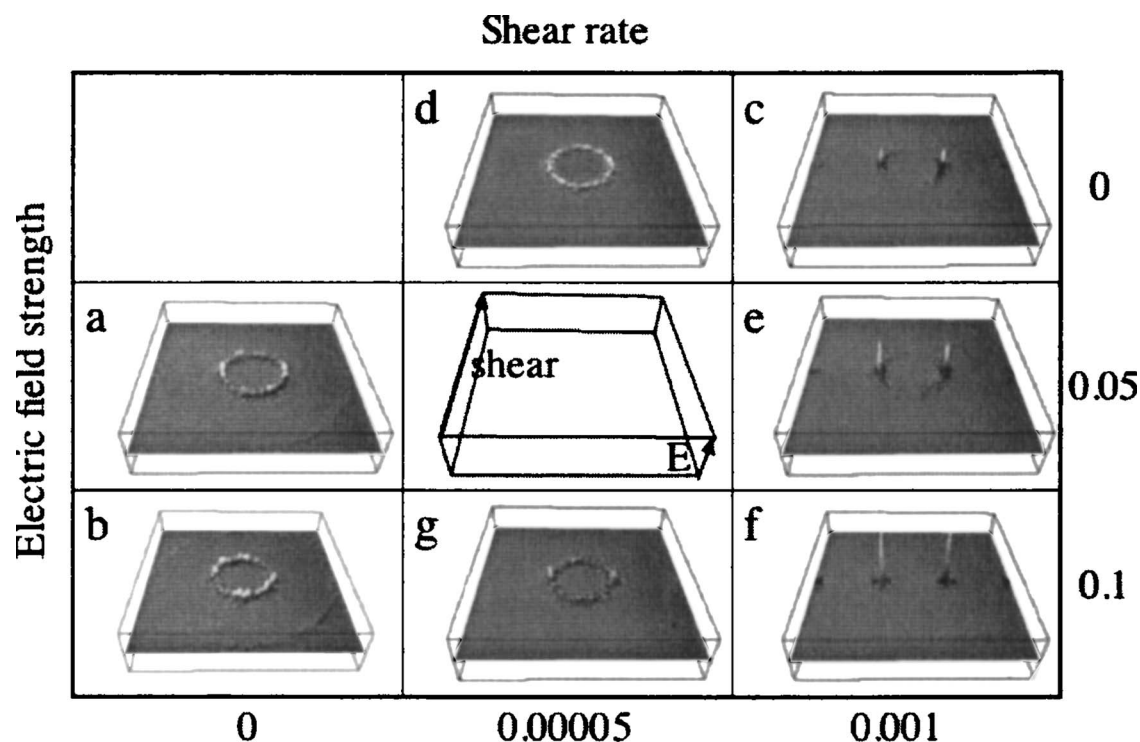 Shear rate
Electric field strength
d
c
0
a
shear
E
e
0.05
b
g
f
0.1
0
0.00005
0.001